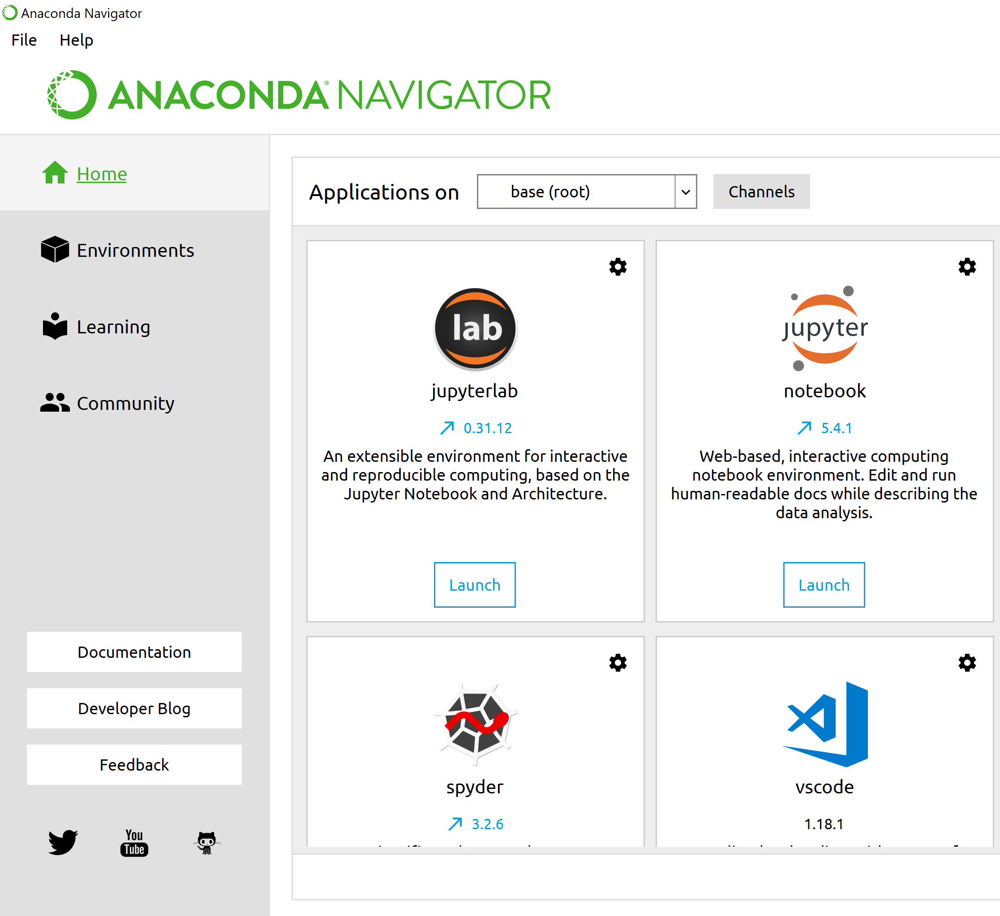 Anaconda Navigator
File Help
ANACONDA® NAVIGATOR
Home
Environments
Learning
Community
Documentation
Developer Blog
Feedback
You
Tube
Applications on base (root) Channels
lab
jupyterlab
0.31.12
An extensible environment for interactive
and reproducible computing, based on the
Jupyter Notebook and Architecture.
Launch
jupyter
notebook
5.4.1
Web-based, interactive computing
notebook environment. Edit and run
human-readable docs while describing the
data analysis.
Launch
spyder
3.2.6
vscode
1.18.1